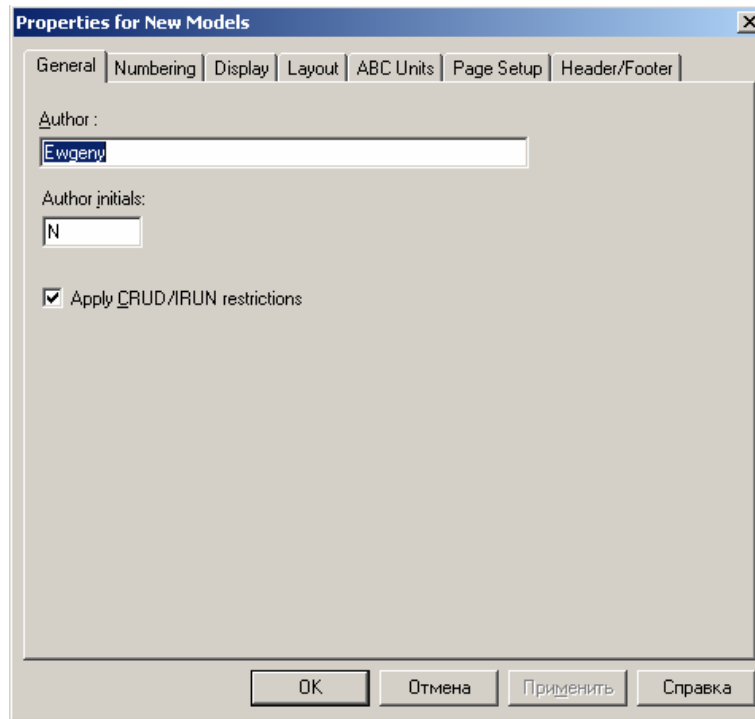 Properties for New Models
General Numbering Display Layout ABC Units Page Setup Header/Footer
Author :
Ewgeny
Author initials:
N
Apply CRUD/IRUN restrictions
OK Отмена Применить Справка